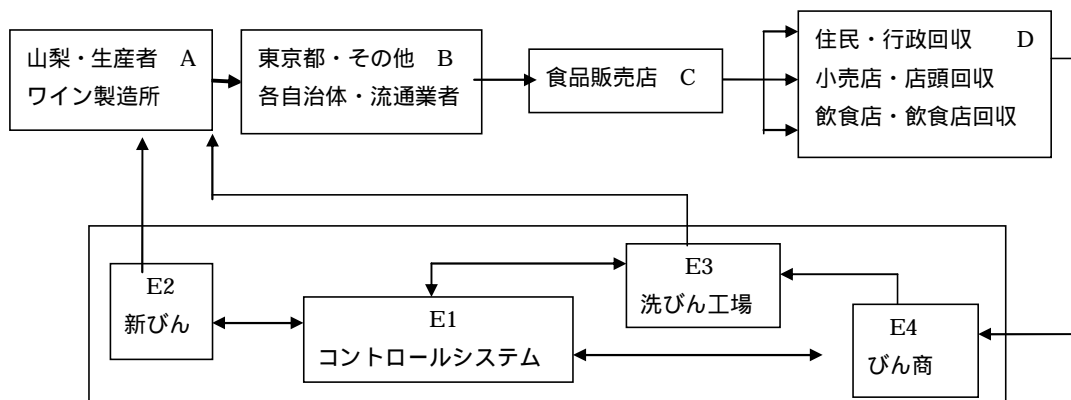 山梨・生産者　A
ワイン製造所
東京都・その他　B
各自治体・流通業者
食品販売店　C
住民・行政回収　　D
小売店・店頭回収
飲食店・飲食店回収
E2
新びん
E1
コントロールシステム
E3
洗びん工場
E4
びん商